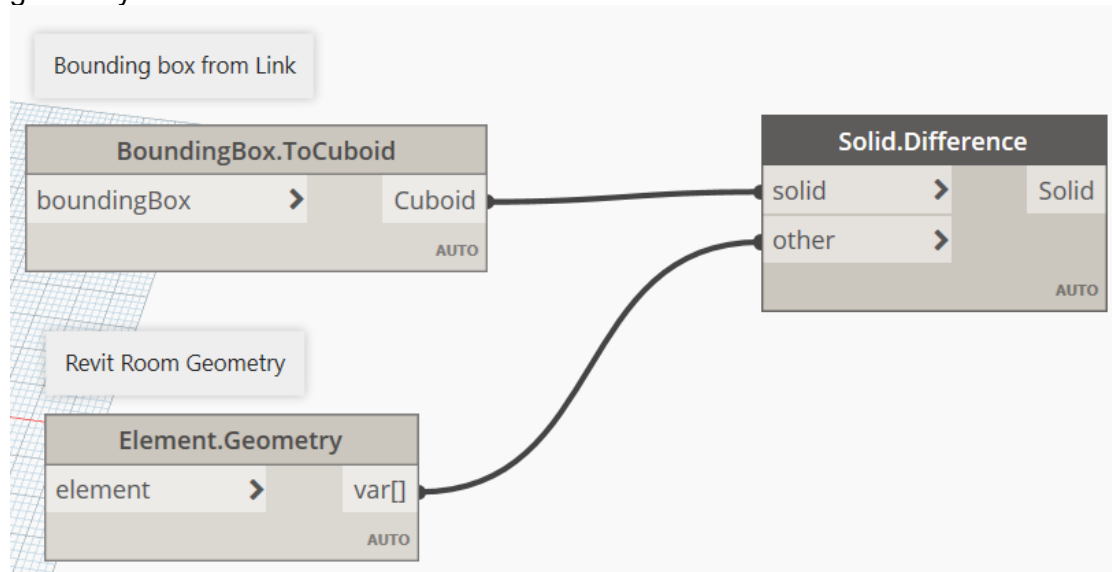 Bounding box from Link
BoundingBox.ToCuboid
boundingBox > Cuboid
AUTO
Solid.Difference
solid > Solid
other >
AUTO
Revit Room Geometry
Element.Geometry
element > var[]
AUTO